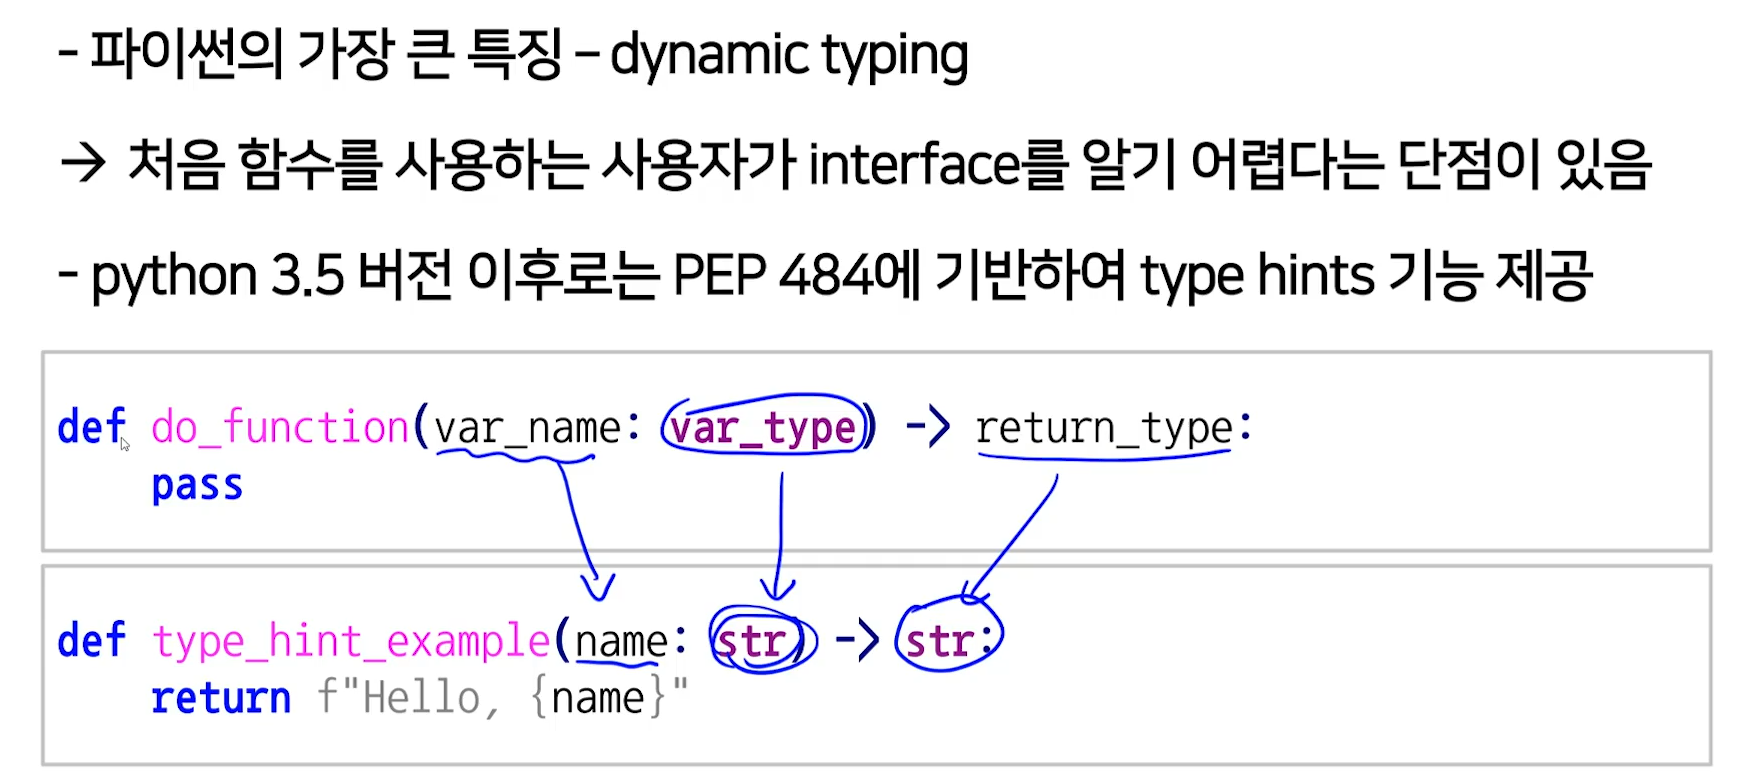 - 파이썬의 가장 큰 특징 – dynamic typing
→ 처음 함수를 사용하는 사용자가 interface를 알기 어렵다는 단점이 있음
- python 3.5 버전 이후로는 PEP 484에 기반하여 type hints 기능 제공
def do_function(var_name: var_type) -> return_type:
    pass
def type_hint_example(name: str) -> str:
    return f"Hello, {name}"